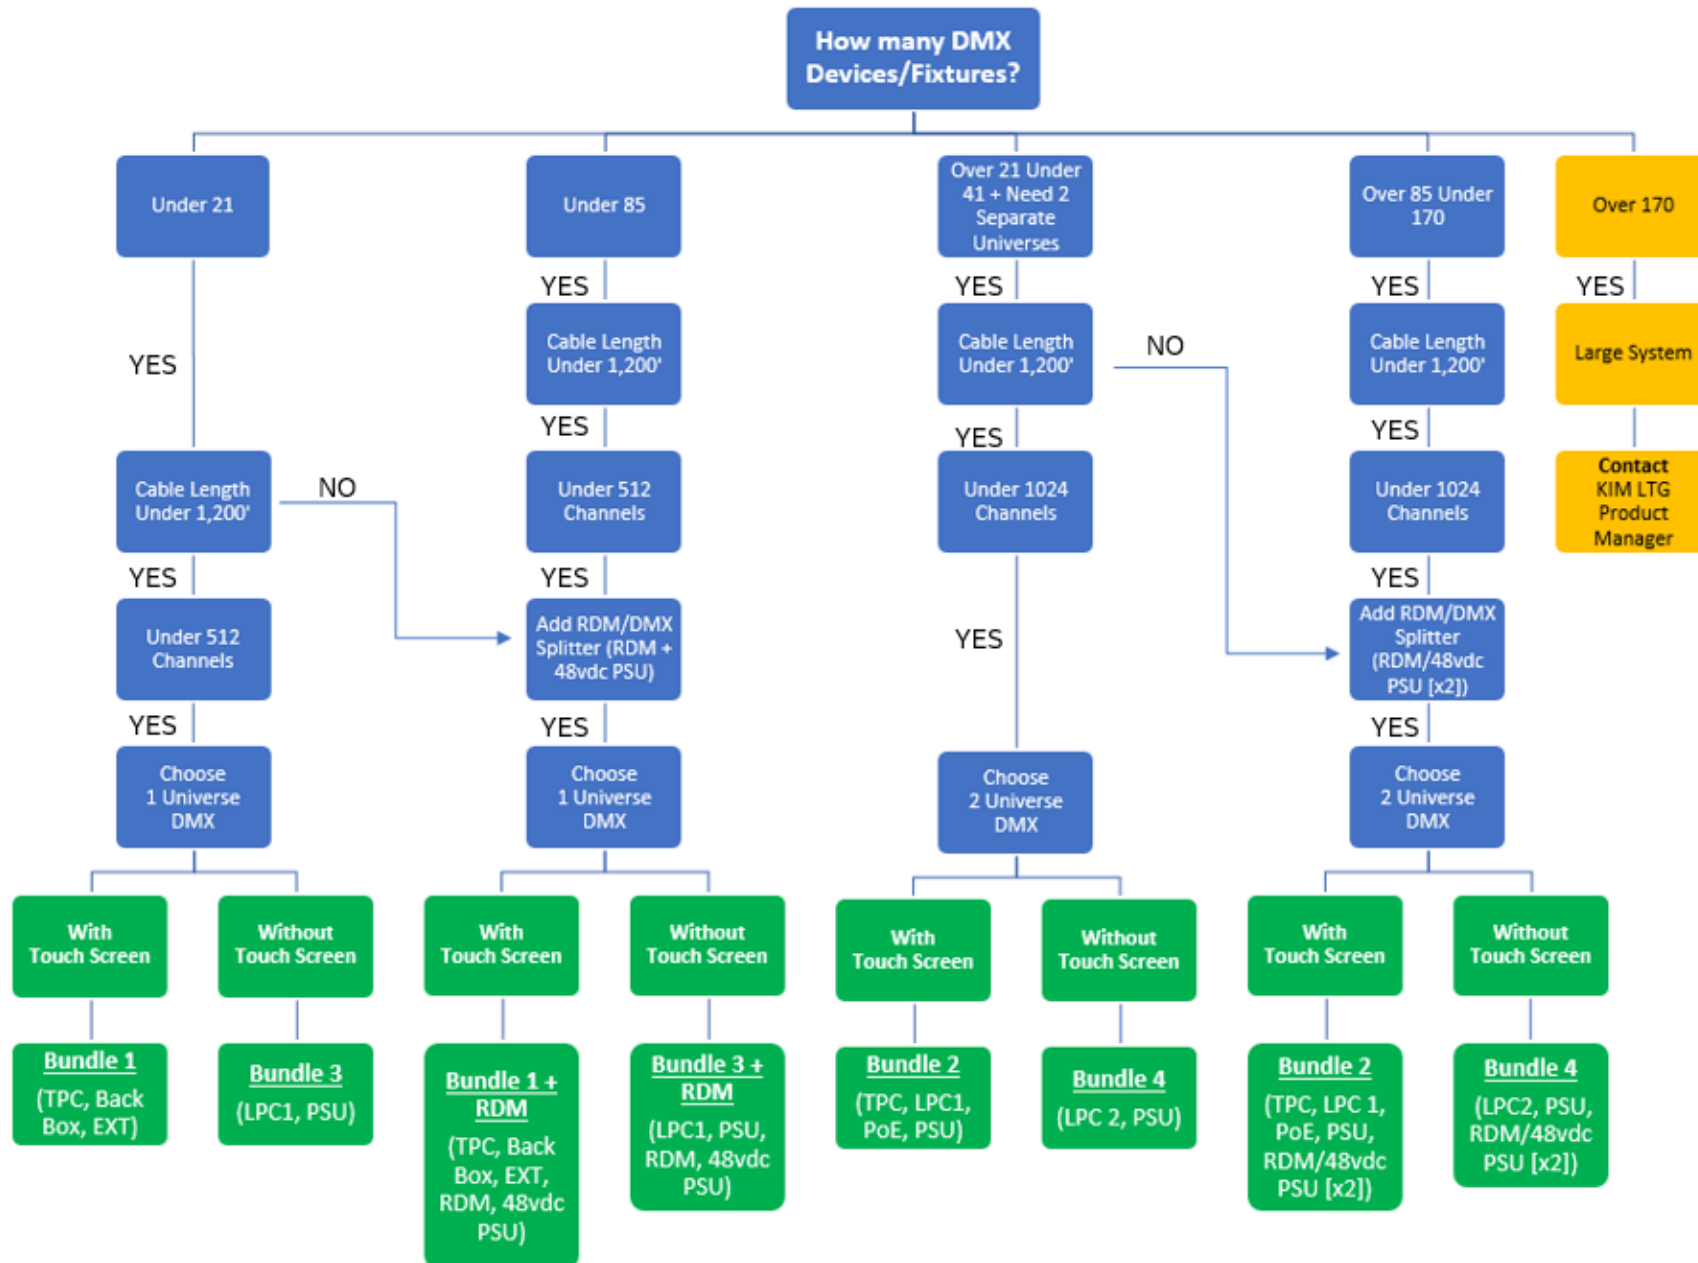 How many DMX
Devices/Fixtures?
Under 21
Under 85
Over 21 Under
41 + Need 2
Separate
Universes
Over 85 Under
170
Over 170
YES
YES
YES
YES
YES
Cable Length
Under 1,200'
Cable Length
Under 1,200'
NO
Cable Length
Under 1,200'
Large System
YES
YES
YES
Cable Length
Under 1,200'
NO
Under 512
Channels
Under 1024
Channels
Under 1024
Channels
Contact
KIM LTG
Product
Manager
YES
YES
YES
Under 512
Channels
Add RDM/DMX
Splitter (RDM +
48vdc PSU)
YES
Add RDM/DMX
Splitter
(RDM/48vdc
PSU [x2])
YES
YES
YES
Choose
1 Universe
DMX
Choose
1 Universe
DMX
Choose
2 Universe
DMX
Choose
2 Universe
DMX
With
Touch Screen
Without
Touch Screen
With
Touch Screen
Without
Touch Screen
With
Touch Screen
Without
Touch Screen
With
Touch Screen
Without
Touch Screen
Bundle 1
(TPC, Back
Box, EXT)
Bundle 3
(LPC1, PSU)
Bundle 1 +
RDM
(TPC, Back
Box, EXT,
RDM, 48vdc
PSU)
Bundle 3 +
RDM
(LPC1, PSU,
RDM, 48vdc
PSU)
Bundle 2
(TPC, LPC1,
PoE, PSU)
Bundle 4
(LPC 2, PSU)
Bundle 2
(TPC, LPC 1,
PoE, PSU,
RDM/48vdc
PSU [x2])
Bundle 4
(LPC2, PSU,
RDM/48vdc
PSU [x2])